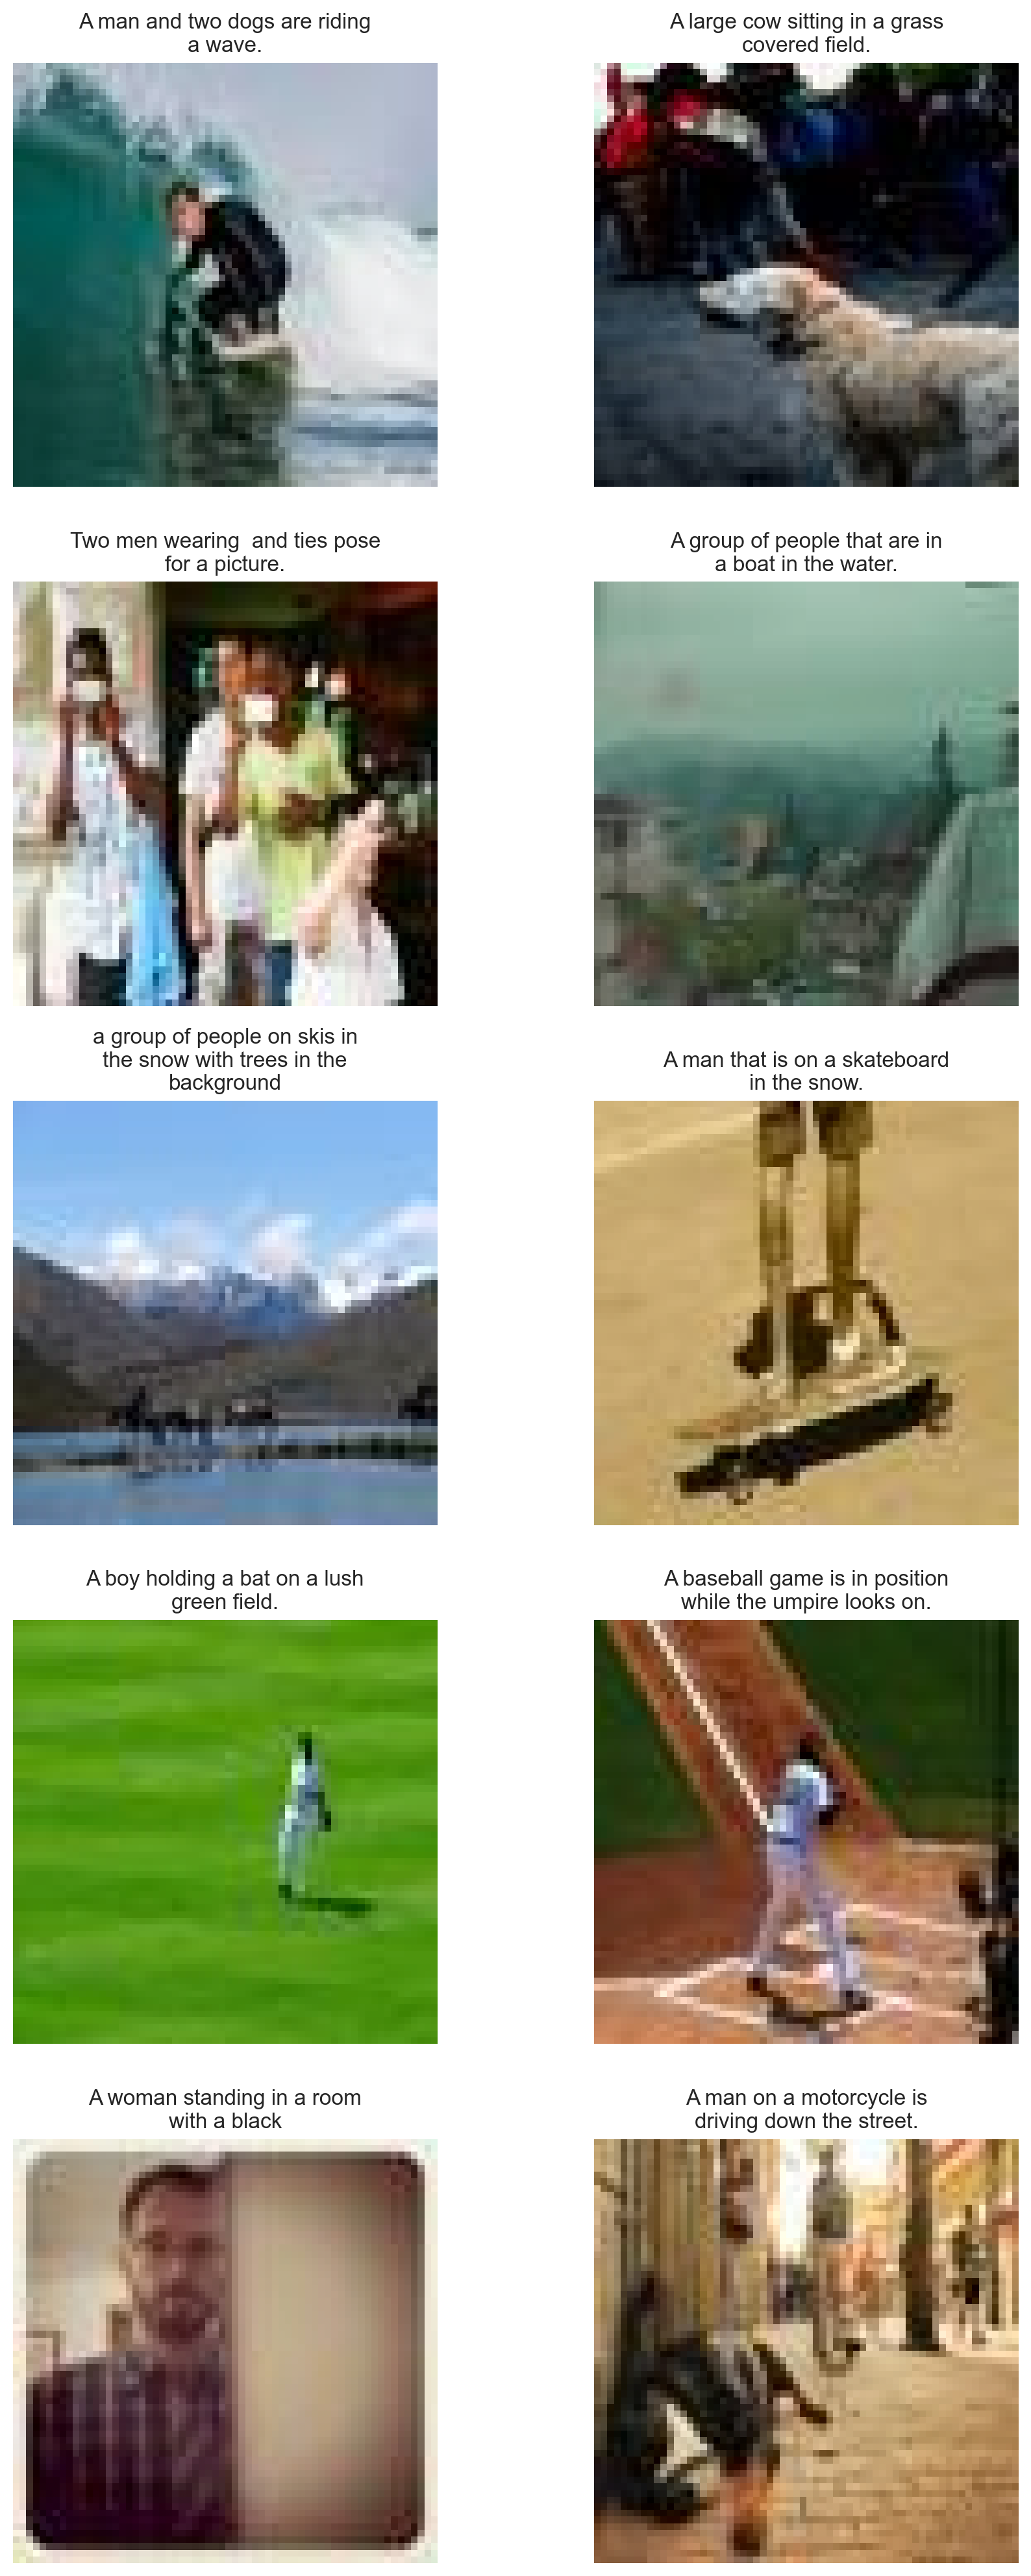 A man and two dogs are riding
a wave.
A large cow sitting in a grass
covered field.
Two men wearing  and ties pose
for a picture.
A group of people that are in
a boat in the water.
a group of people on skis in
the snow with trees in the
background
A man that is on a skateboard
in the snow.
A boy holding a bat on a lush
green field.
A baseball game is in position
while the umpire looks on.
A woman standing in a room
with a black
A man on a motorcycle is
driving down the street.